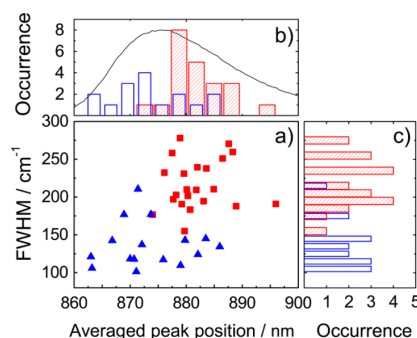 Occurrence
8
6
4
2
b)
FWHM / cm⁻¹
300
250
200
150
100
a)
c)
860 870 880 890 900
0 1 2 3 4 5
Averaged peak position / nm
Occurrence